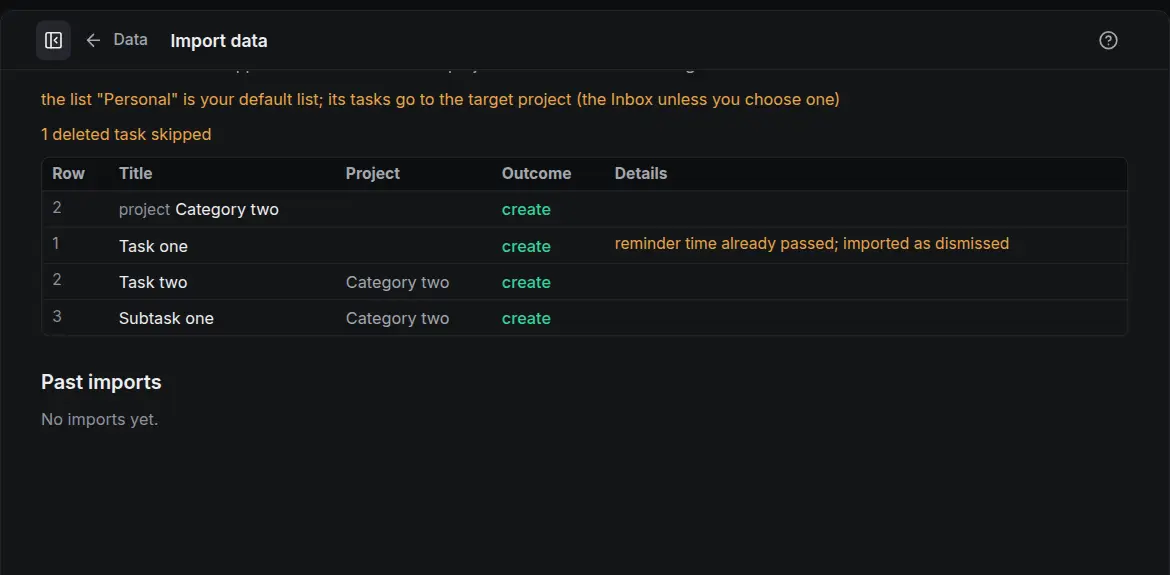 Data Import data
the list "Personal" is your default list; its tasks go to the target project (the Inbox unless you choose one)
1 deleted task skipped
Row Title Project Outcome Details
2 project Category two create
1 Task one create reminder time already passed; imported as dismissed
2 Task two Category two create
3 Subtask one Category two create
Past imports
No imports yet.